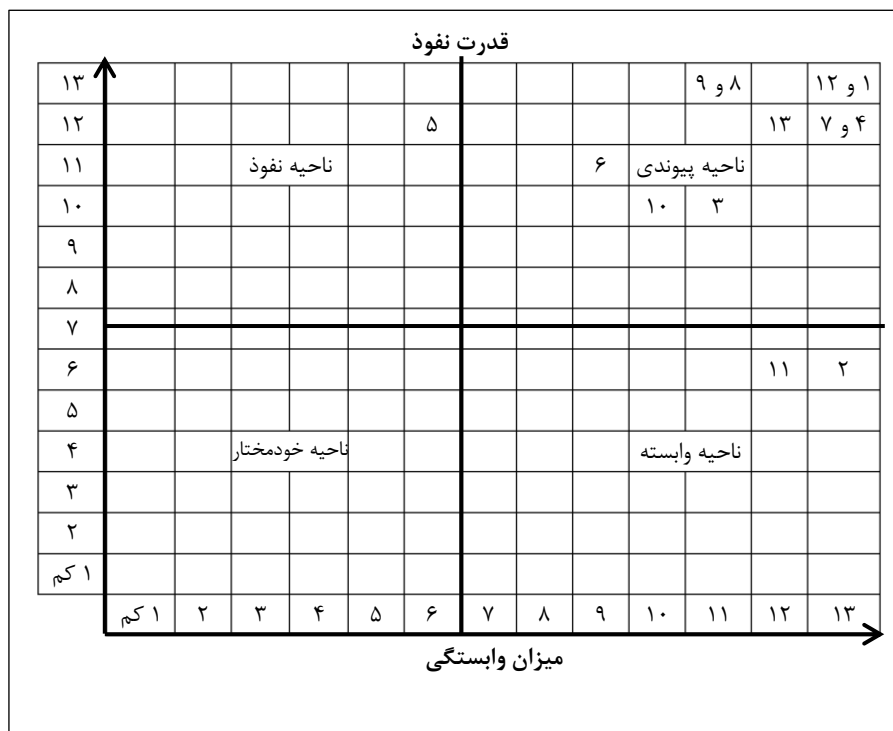 قدرت نفوذ
۱۳ ۸ و ۹ ۱ و ۱۲
۱۲ ۵ ۱۳ ۴ و ۷
۱۱ ناحیه نفوذ ۶ ناحیه پیوندی
۱۰ ۱۰ ۳
۹
۸
۷
۶ ۱۱ ۲
۵
۴ ناحیه خودمختار ناحیه وابسته
۳
۲
۱ کم
۱ کم ۲ ۳ ۴ ۵ ۶ ۷ ۸ ۹ ۱۰ ۱۱ ۱۲ ۱۳
میزان وابستگی